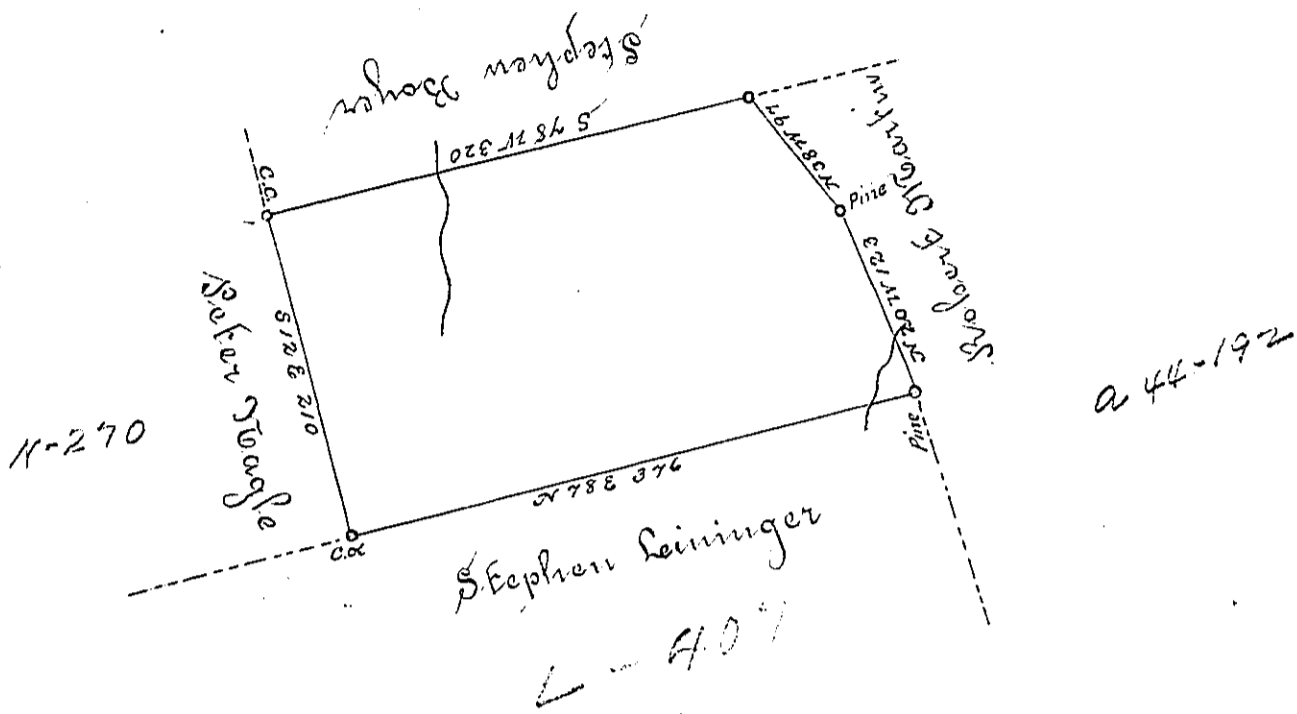 Stephen Boyer
S 78 W 320
C.C.
N 38 W 97
Pine
Robert Martin
N 20 W 123
Pine
Peter Nagle
S 12 E 210
N 78 E 376
C.O
Stephen Leininger
N-270
a 44-192
L - 407